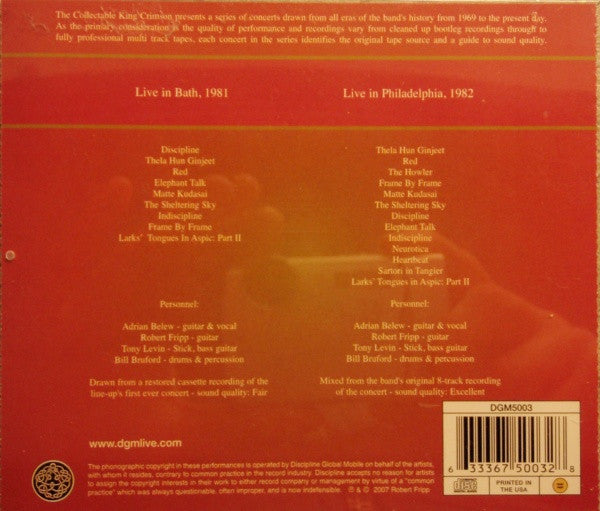 The Collectable King Crimson presents a series of concerts drawn from all eras of the band's history from 1969 to the present day.
As the primary consideration is the quality of performance and recordings vary from cleaned up bootleg recordings through to
fully professional multi track tapes, each concert in the series identifies the original tape source and a guide to sound quality.
Live in Bath, 1981
Discipline
Thela Hun Ginjeet
Red
Elephant Talk
Matte Kudasai
The Sheltering Sky
Indiscipline
Frame By Frame
Larks' Tongues In Aspic: Part II
Personnel:
Adrian Belew - guitar & vocal
Robert Fripp - guitar
Tony Levin - Stick, bass guitar
Bill Bruford - drums & percussion
Drawn from a restored cassette recording of the
line-up's first ever concert - sound quality: Fair
Live in Philadelphia, 1982
Thela Hun Ginjeet
Red
The Howler
Frame By Frame
Matte Kudasai
The Sheltering Sky
Discipline
Elephant Talk
Indiscipline
Neurotica
Heartbeat
Sartori in Tangier
Larks' Tongues in Aspic: Part II
Personnel:
Adrian Belew - guitar & vocal
Robert Fripp - guitar
Tony Levin - Stick, bass guitar
Bill Bruford - drums & percussion
Mixed from the band's original 8-track recording
of the concert - sound quality: Excellent
www.dgmlive.com
The phonographic copyright in these performances is operated by Discipline Global Mobile on behalf of the artists,
with whom it resides, contrary to common practice in the record industry. Discipline accepts no reason for artists
to assign the copyright interests in their work to either record company or management by virtue of a "common
practice" which was always questionable, often improper, and is now indefensible. ℗ & © 2007 Robert Fripp
DGM5003
6 33367 50032 8
PRINTED IN
THE USA